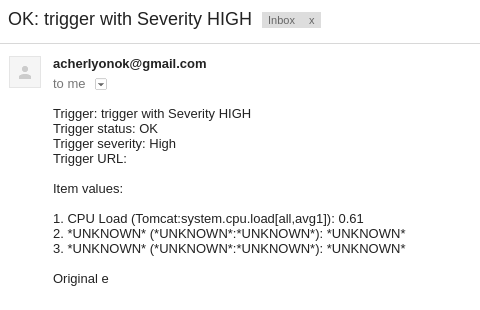 OK: trigger with Severity HIGH Inbox x
acherlyonok@gmail.com
to me
Trigger: trigger with Severity HIGH
Trigger status: OK
Trigger severity: High
Trigger URL:
Item values:
1. CPU Load (Tomcat:system.cpu.load[all,avg1]): 0.61
2. *UNKNOWN* (*UNKNOWN*:*UNKNOWN*): *UNKNOWN*
3. *UNKNOWN* (*UNKNOWN*:*UNKNOWN*): *UNKNOWN*
Original e